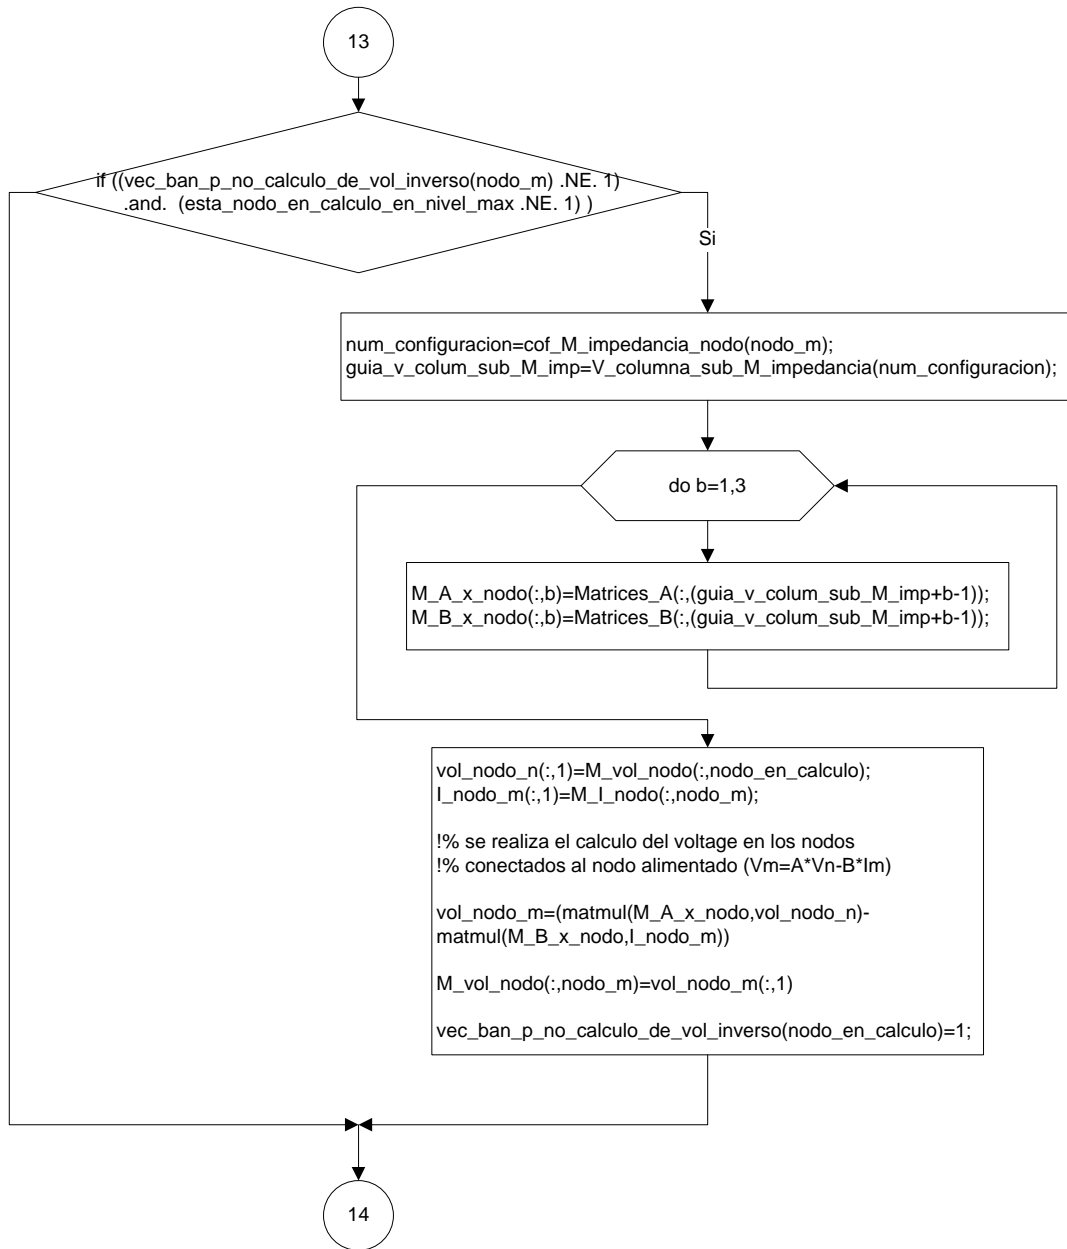 13
if ((vec_ban_p_no_calculo_de_vol_inverso(nodo_m) .NE. 1)
.and.  (esta_nodo_en_calculo_en_nivel_max .NE. 1) )
Si
num_configuracion=cof_M_impedancia_nodo(nodo_m);
guia_v_colum_sub_M_imp=V_columna_sub_M_impedancia(num_configuracion);
do b=1,3
M_A_x_nodo(:,b)=Matrices_A(:,(guia_v_colum_sub_M_imp+b-1));
M_B_x_nodo(:,b)=Matrices_B(:,(guia_v_colum_sub_M_imp+b-1));
vol_nodo_n(:,1)=M_vol_nodo(:,nodo_en_calculo);
I_nodo_m(:,1)=M_I_nodo(:,nodo_m);
!% se realiza el calculo del voltage en los nodos
!% conectados al nodo alimentado (Vm=A*Vn-B*Im)
vol_nodo_m=(matmul(M_A_x_nodo,vol_nodo_n)-
matmul(M_B_x_nodo,I_nodo_m))
M_vol_nodo(:,nodo_m)=vol_nodo_m(:,1)
vec_ban_p_no_calculo_de_vol_inverso(nodo_en_calculo)=1;
14